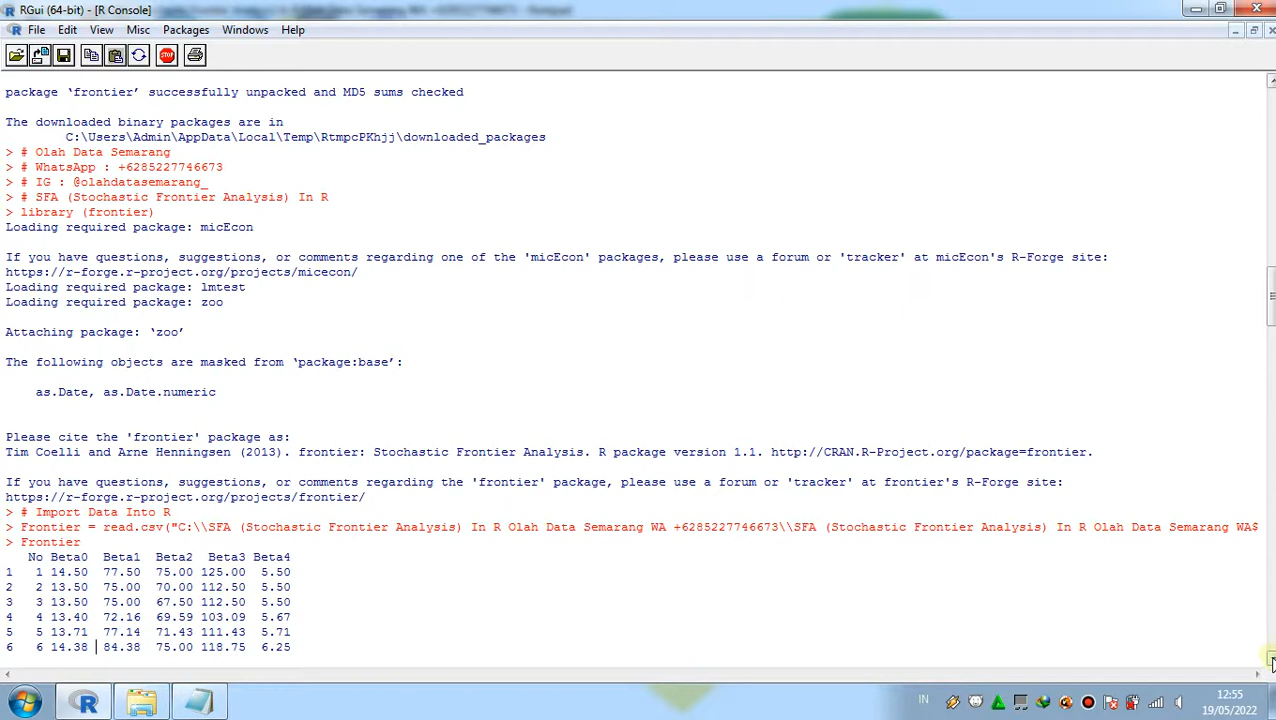 RGui (64-bit) - [R Console]
File Edit View Misc Packages Windows Help
STOP
package ‘frontier’ successfully unpacked and MD5 sums checked
The downloaded binary packages are in
C:\Users\Admin\AppData\Local\Temp\RtmpcPKhjj\downloaded_packages
> # Olah Data Semarang
> # WhatsApp : +6285227746673
> # IG : @olahdatasemarang_
> # SFA (Stochastic Frontier Analysis) In R
> library (frontier)
Loading required package: micEcon
If you have questions, suggestions, or comments regarding one of the 'micEcon' packages, please use a forum or 'tracker' at micEcon's R-Forge site:
https://r-forge.r-project.org/projects/micecon/
Loading required package: lmtest
Loading required package: zoo
Attaching package: ‘zoo’
The following objects are masked from ‘package:base’:
as.Date, as.Date.numeric
Please cite the 'frontier' package as:
Tim Coelli and Arne Henningsen (2013). frontier: Stochastic Frontier Analysis. R package version 1.1. http://CRAN.R-Project.org/package=frontier.
If you have questions, suggestions, or comments regarding the 'frontier' package, please use a forum or 'tracker' at frontier's R-Forge site:
https://r-forge.r-project.org/projects/frontier/
> # Import Data Into R
> Frontier = read.csv("C:\\SFA (Stochastic Frontier Analysis) In R Olah Data Semarang WA +6285227746673\\SFA (Stochastic Frontier Analysis) In R Olah Data Semarang WA$
> Frontier
No Beta0 Beta1 Beta2 Beta3 Beta4
1 1 14.50 77.50 75.00 125.00 5.50
2 2 13.50 75.00 70.00 112.50 5.50
3 3 13.50 75.00 67.50 112.50 5.50
4 4 13.40 72.16 69.59 103.09 5.67
5 5 13.71 77.14 71.43 111.43 5.71
6 6 14.38 84.38 75.00 118.75 6.25
IN
12:55
19/05/2022